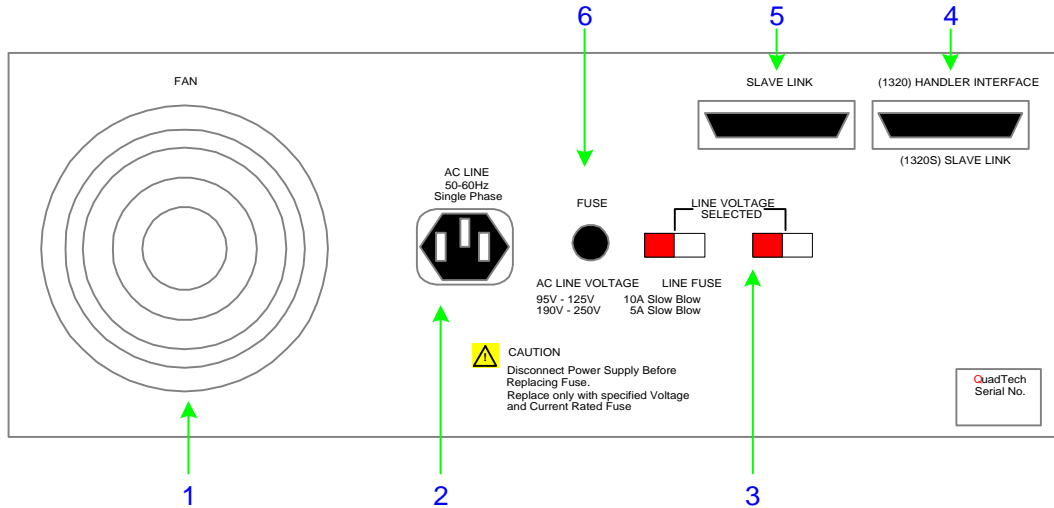 6
5
4
FAN
SLAVE LINK
(1320) HANDLER INTERFACE
(1320S) SLAVE LINK
AC LINE
50-60Hz
Single Phase
FUSE
LINE VOLTAGE
SELECTED
AC LINE VOLTAGE LINE FUSE
95V - 125V 10A Slow Blow
190V - 250V 5A Slow Blow
CAUTION
Disconnect Power Supply Before
Replacing Fuse.
Replace only with specified Voltage
and Current Rated Fuse
QuadTech
Serial No.
1
2
3